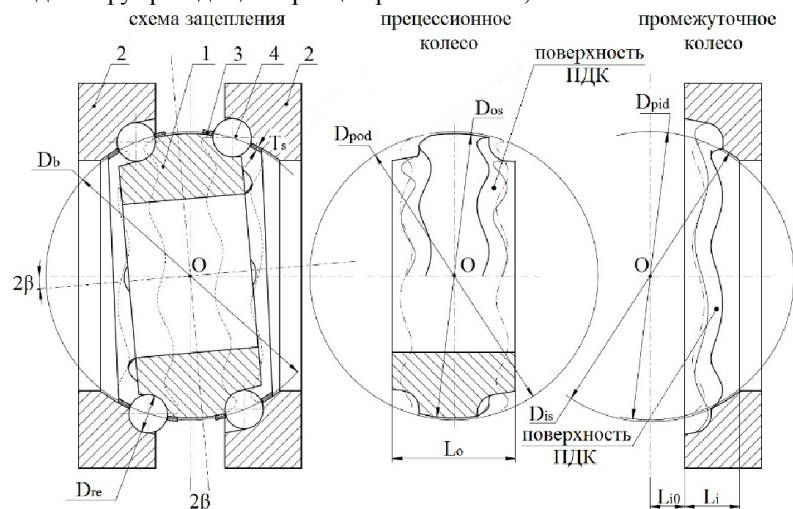 схема зацепления
прецессионное
колесо
промежуточное
колесо
2
1
3
4
2
поверхность
ПДК
Dos
Dpod
Dpid
Ts
Db
O
O
O
2β
Dis
поверхность
ПДК
Lo
Dre
2β
Li0
Li